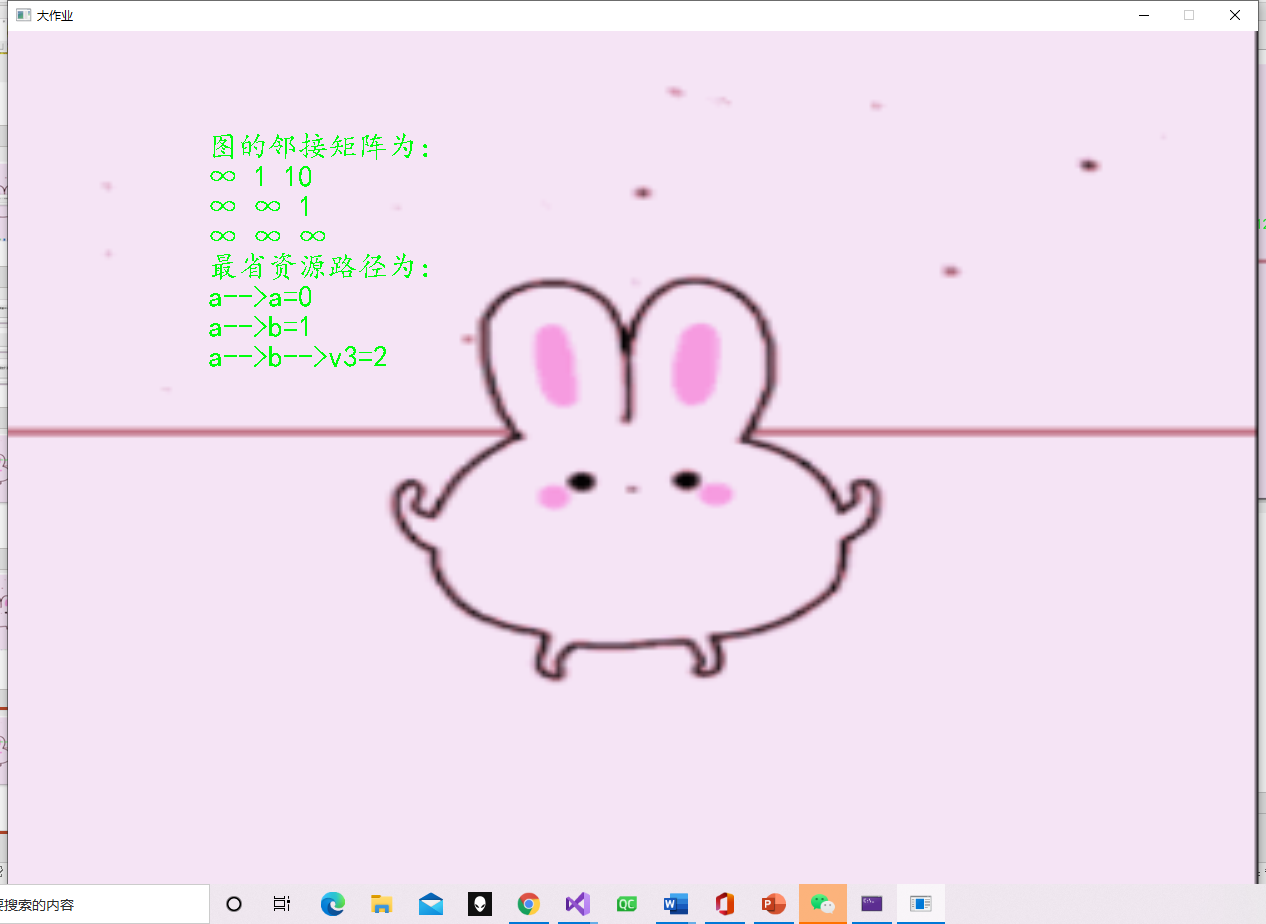 大作业
图的邻接矩阵为:
∞ 1 10
∞ ∞ 1
∞ ∞ ∞
最省资源路径为:
a-->a=0
a-->b=1
a-->b-->v3=2
要搜索的内容